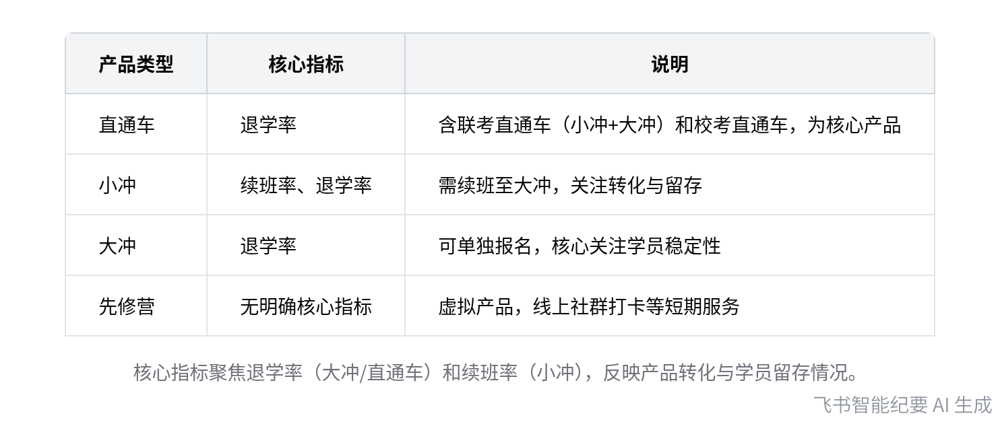 产品类型 核心指标 说明
直通车 退学率 含联考直通车（小冲+大冲）和校考直通车，为核心产品
小冲 续班率、退学率 需续班至大冲，关注转化与留存
大冲 退学率 可单独报名，核心关注学员稳定性
先修营 无明确核心指标 虚拟产品，线上社群打卡等短期服务
核心指标聚焦退学率（大冲/直通车）和续班率（小冲），反映产品转化与学员留存情况。
飞书智能纪要 AI 生成